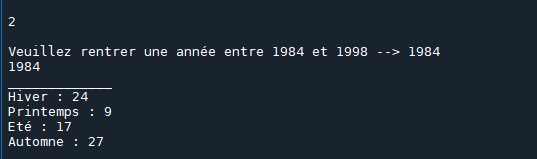 2
Veuillez rentrer une année entre 1984 et 1998 --> 1984
1984
_____________
Hiver : 24
Printemps : 9
Eté : 17
Automne : 27